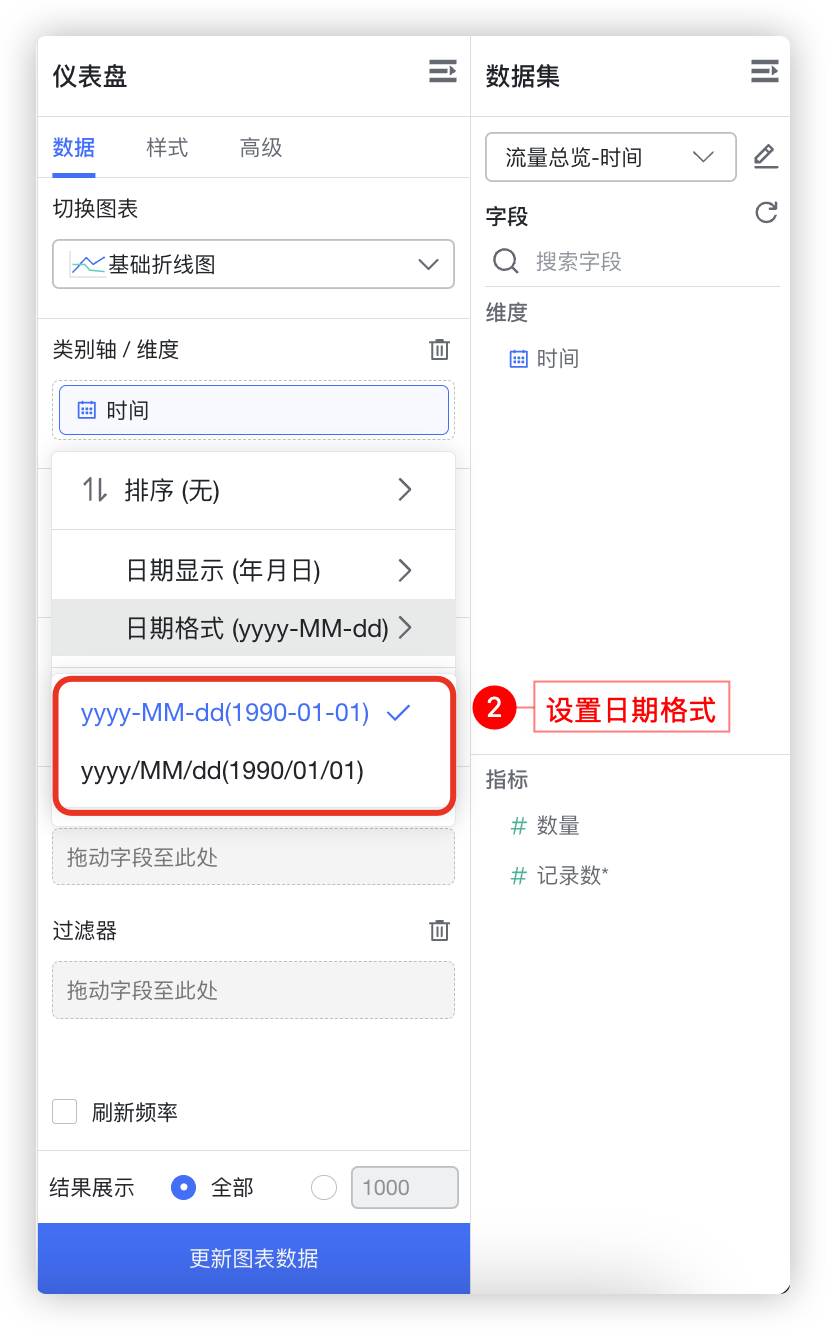 仪表盘
数据 样式 高级
切换图表
基础折线图
类别轴 / 维度
时间
排序 (无)
日期显示 (年月日)
日期格式 (yyyy-MM-dd)
yyyy-MM-dd(1990-01-01)
yyyy/MM/dd(1990/01/01)
拖动字段至此处
过滤器
拖动字段至此处
刷新频率
结果展示 全部 1000
更新图表数据
数据集
流量总览-时间
字段
搜索字段
维度
时间
2 设置日期格式
指标
# 数量
# 记录数*